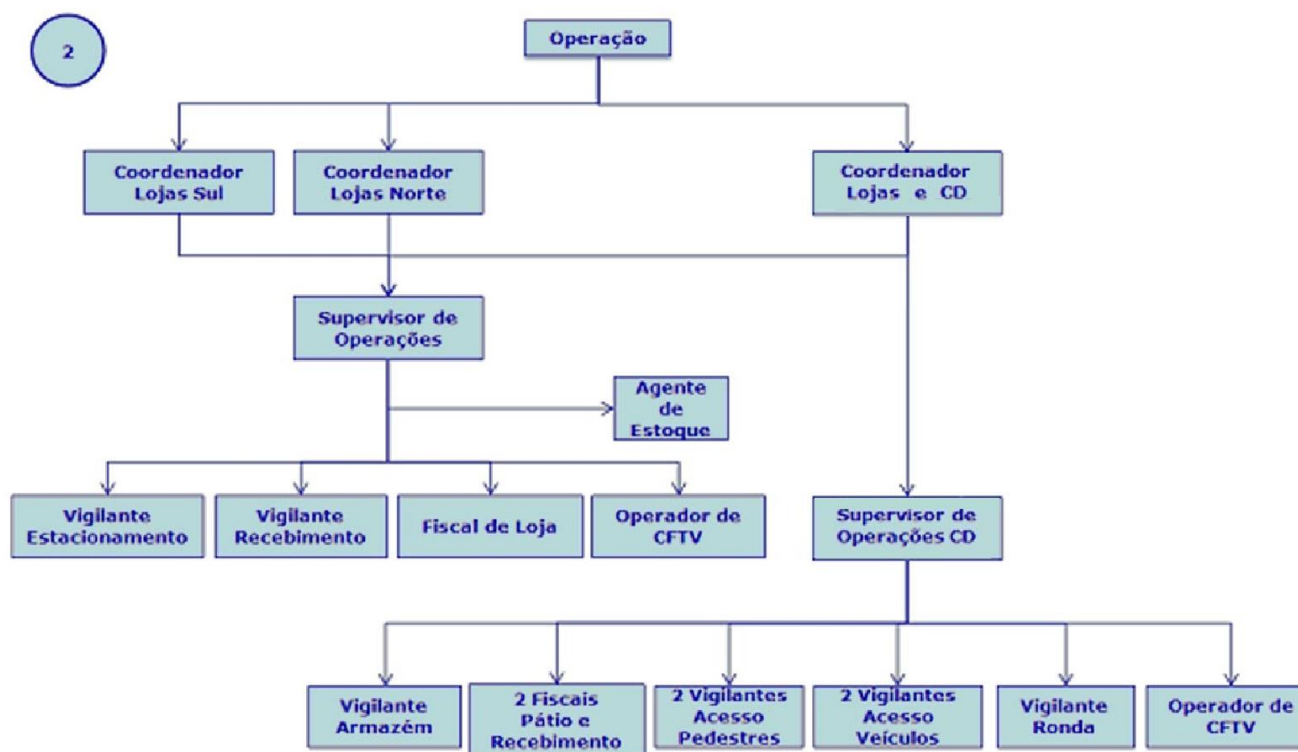 2
Operação
Coordenador
Lojas Sul
Coordenador
Lojas Norte
Coordenador
Lojas e CD
Supervisor de
Operações
Agente
de
Estoque
Vigilante
Estacionamento
Vigilante
Recebimento
Fiscal de Loja
Operador de
CFTV
Supervisor de
Operações CD
Vigilante
Armazém
2 Fiscais
Pátio e
Recebimento
2 Vigilantes
Acesso
Pedestres
2 Vigilantes
Acesso
Veículos
Vigilante
Ronda
Operador de
CFTV